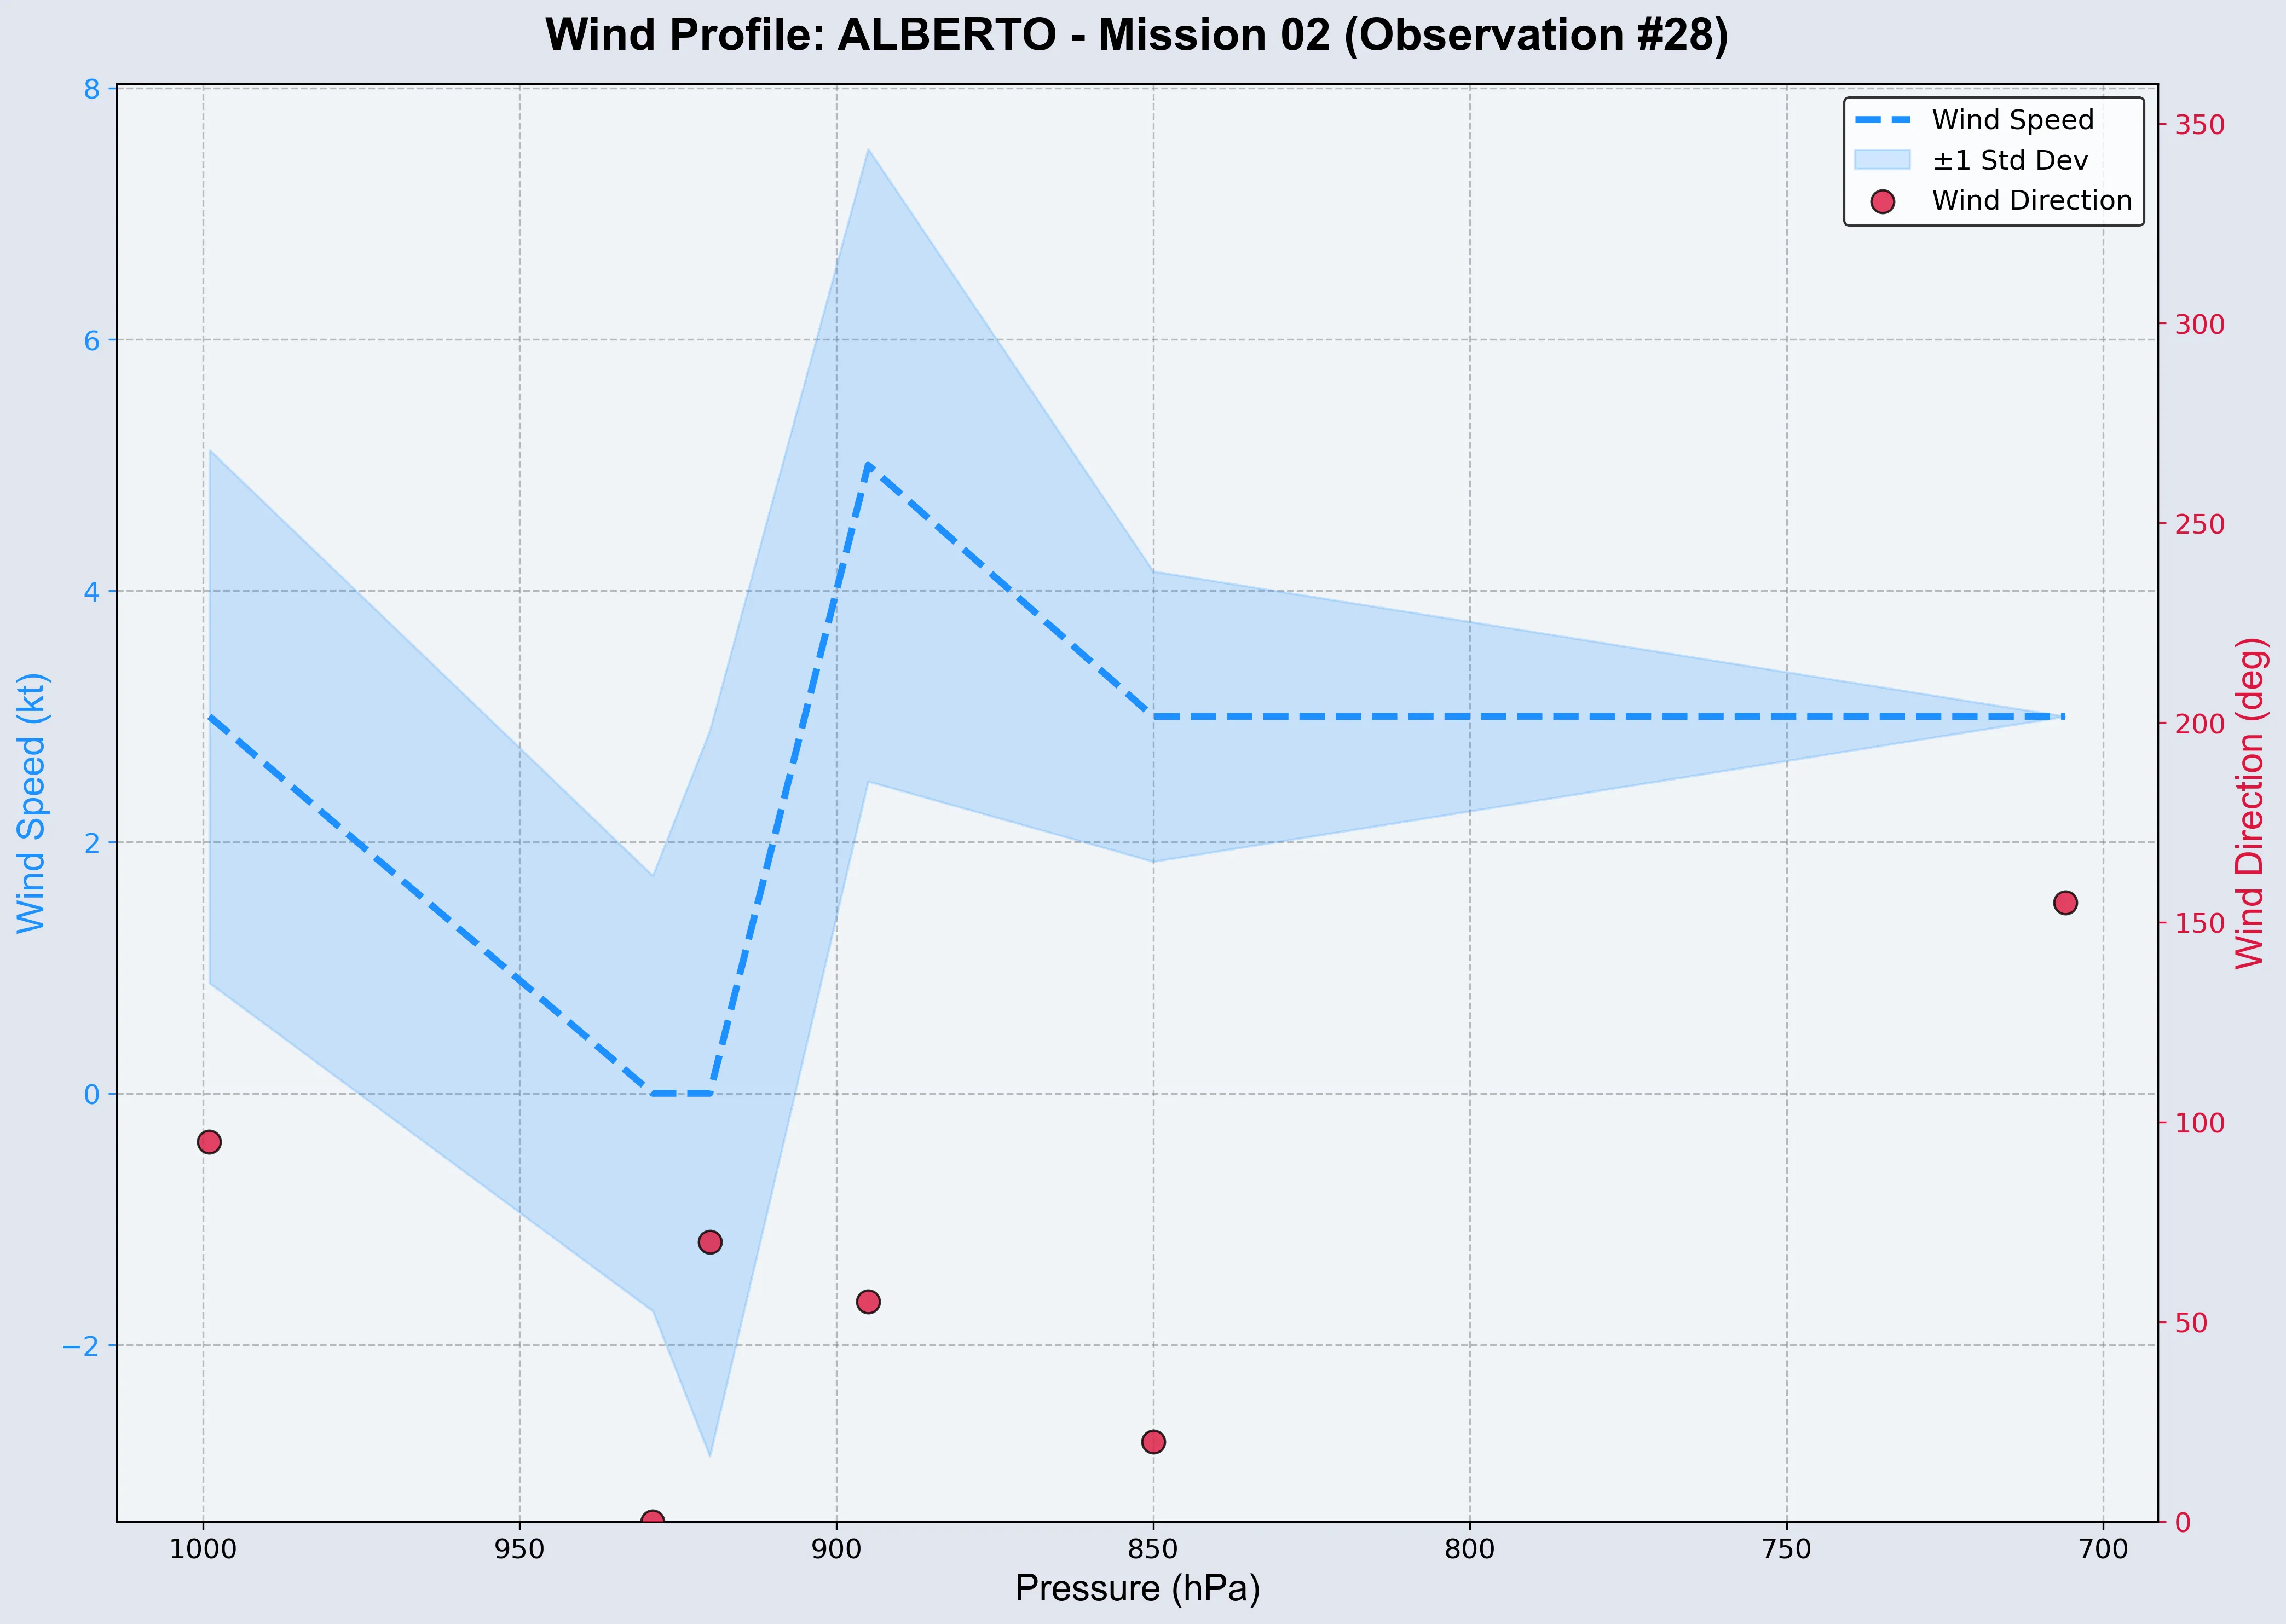 Wind Profile: ALBERTO - Mission 02 (Observation #28)
Wind Speed
±1 Std Dev
Wind Direction
8
6
4
2
0
−2
Wind Speed (kt)
350
300
250
200
150
100
50
0
Wind Direction (deg)
1000 950 900 850 800 750 700
Pressure (hPa)